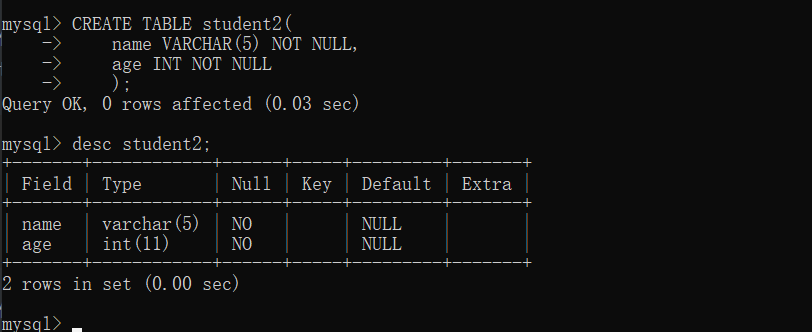 mysql> CREATE TABLE student2(
    ->     name VARCHAR(5) NOT NULL,
    ->     age INT NOT NULL
    ->     );
Query OK, 0 rows affected (0.03 sec)

mysql> desc student2;
+-------+------------+------+-----+---------+-------+
| Field | Type       | Null | Key | Default | Extra |
+-------+------------+------+-----+---------+-------+
| name  | varchar(5) | NO   |     | NULL    |       |
| age   | int(11)    | NO   |     | NULL    |       |
+-------+------------+------+-----+---------+-------+
2 rows in set (0.00 sec)

mysql>